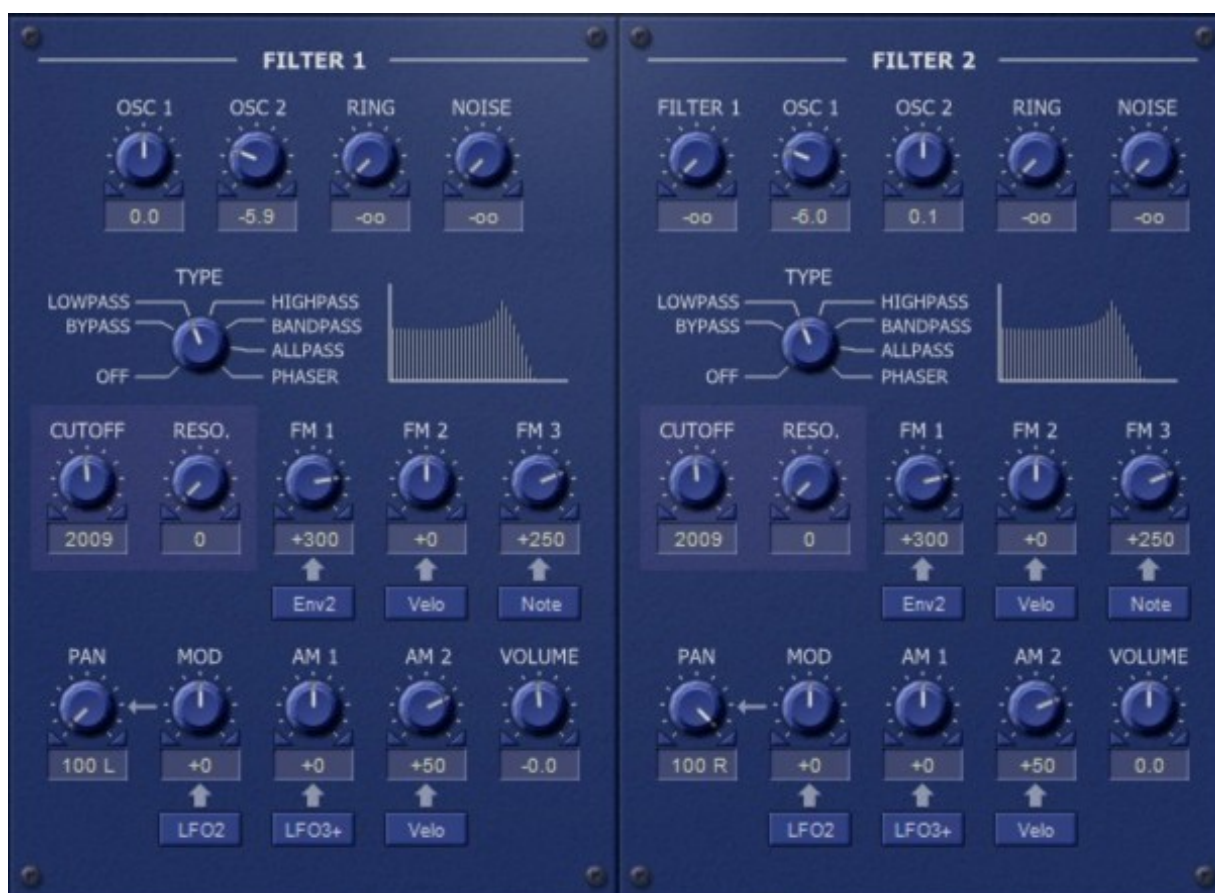 FILTER 1
OSC 1 OSC 2 RING NOISE
0.0 -5.9 -oo -oo
TYPE
LOWPASS HIGHPASS
BYPASS BANDPASS
ALLPASS
OFF PHASER
CUTOFF RESO. FM 1 FM 2 FM 3
2009 0 +300 +0 +250
Env2 Velo Note
PAN MOD AM 1 AM 2 VOLUME
100 L +0 +0 +50 -0.0
LFO2 LFO3+ Velo
FILTER 2
FILTER 1 OSC 1 OSC 2 RING NOISE
-oo -6.0 0.1 -oo -oo
TYPE
LOWPASS HIGHPASS
BYPASS BANDPASS
ALLPASS
OFF PHASER
CUTOFF RESO. FM 1 FM 2 FM 3
2009 0 +300 +0 +250
Env2 Velo Note
PAN MOD AM 1 AM 2 VOLUME
100 R +0 +0 +50 0.0
LFO2 LFO3+ Velo